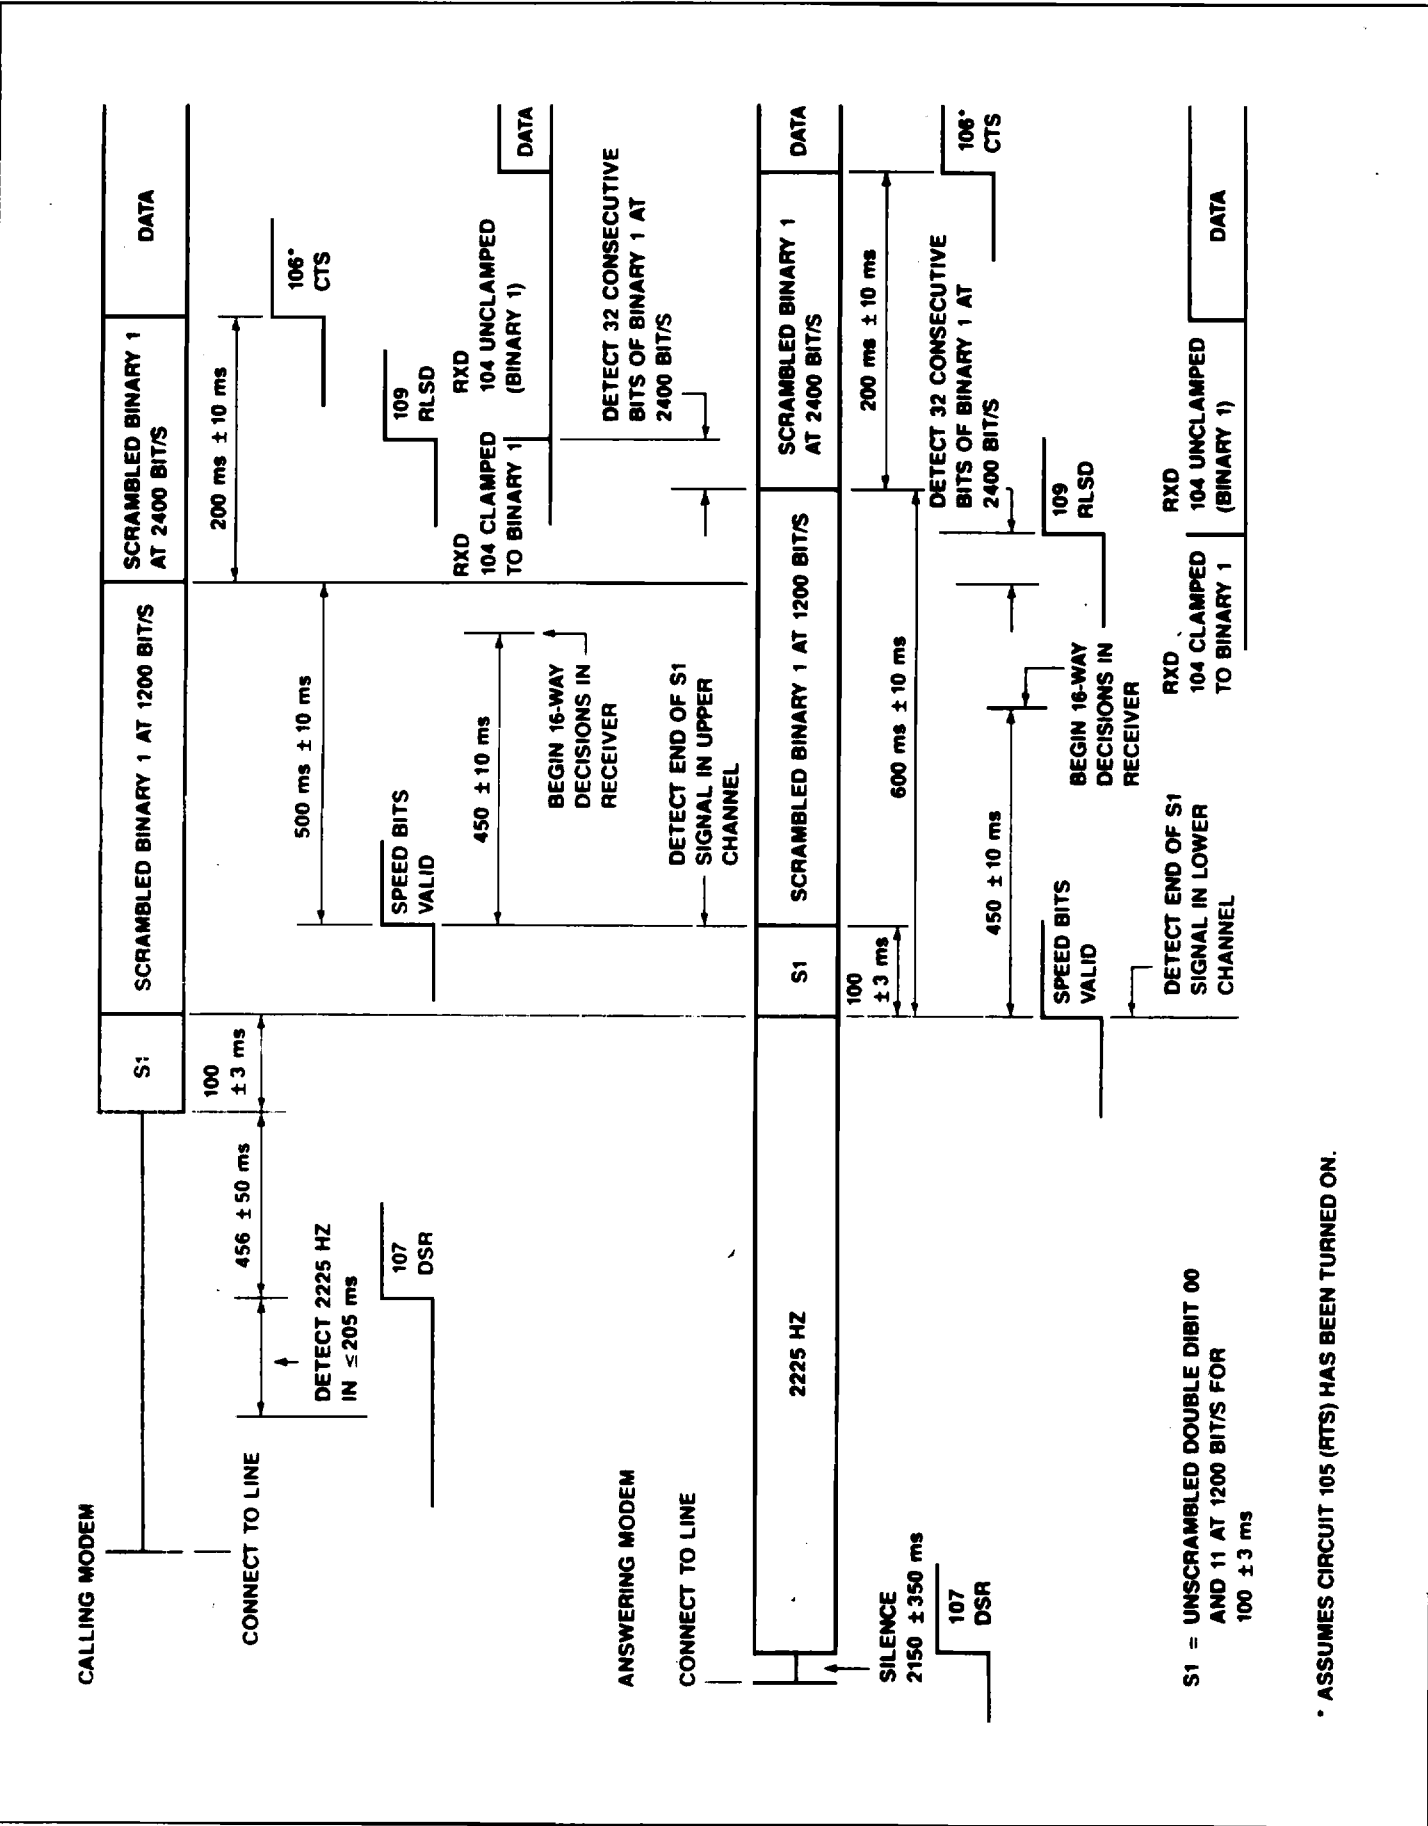 CALLING MODEM
CONNECT TO LINE
DETECT 2225 HZ
IN ≤205 ms
456 ±50 ms
100
±3 ms
107
DSR
S1
SCRAMBLED BINARY 1 AT 1200 BIT/S
SCRAMBLED BINARY 1
AT 2400 BIT/S
DATA
500 ms ±10 ms
200 ms ±10 ms
106*
CTS
SPEED BITS
VALID
109
RLSD
450 ±10 ms
BEGIN 16-WAY
DECISIONS IN
RECEIVER
RXD
104 CLAMPED
TO BINARY 1
RXD
104 UNCLAMPED
(BINARY 1)
DATA
DETECT END OF S1
SIGNAL IN UPPER
CHANNEL
DETECT 32 CONSECUTIVE
BITS OF BINARY 1 AT
2400 BIT/S
ANSWERING MODEM
CONNECT TO LINE
2225 HZ
S1
SCRAMBLED BINARY 1 AT 1200 BIT/S
SCRAMBLED BINARY 1
AT 2400 BIT/S
DATA
SILENCE
2150 ±350 ms
107
DSR
100
±3 ms
600 ms ±10 ms
200 ms ±10 ms
106*
CTS
DETECT 32 CONSECUTIVE
BITS OF BINARY 1 AT
2400 BIT/S
450 ±10 ms
SPEED BITS
VALID
BEGIN 16-WAY
DECISIONS IN
RECEIVER
109
RLSD
DETECT END OF S1
SIGNAL IN LOWER
CHANNEL
RXD
104 CLAMPED
TO BINARY 1
RXD
104 UNCLAMPED
(BINARY 1)
DATA
S1 = UNSCRAMBLED DOUBLE DIBIT 00
AND 11 AT 1200 BIT/S FOR
100 ±3 ms
* ASSUMES CIRCUIT 105 (RTS) HAS BEEN TURNED ON.